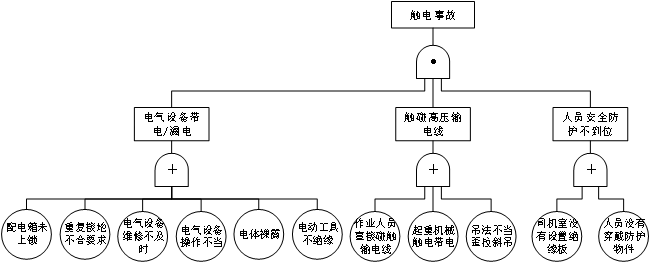 触电事故
电气设备带
电/漏电
触碰高压输
电线
人员安全防
护不到位
配电箱未
上锁
重复接地
不合要求
电气设备
维修不及
时
电气设备
操作不当
电体裸露
电动工具
不绝缘
作业人员
直接碰触
输电线
起重机械
触电带电
吊法不当
歪拉斜吊
司机室没
有设置绝
缘板
人员没有
穿戴防护
物件